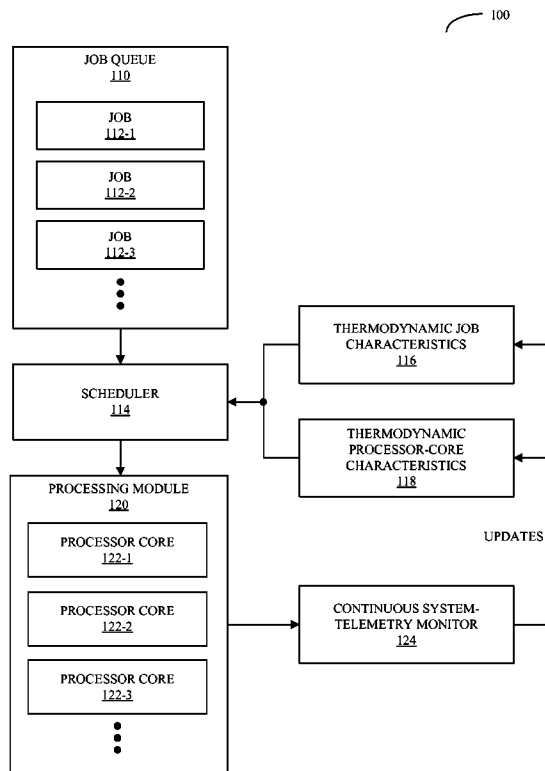 100
JOB QUEUE
110
JOB
112-1
JOB
112-2
JOB
112-3
SCHEDULER
114
THERMODYNAMIC JOB
CHARACTERISTICS
116
THERMODYNAMIC
PROCESSOR-CORE
CHARACTERISTICS
118
PROCESSING MODULE
120
PROCESSOR CORE
122-1
PROCESSOR CORE
122-2
PROCESSOR CORE
122-3
UPDATES
CONTINUOUS SYSTEM-
TELEMETRY MONITOR
124